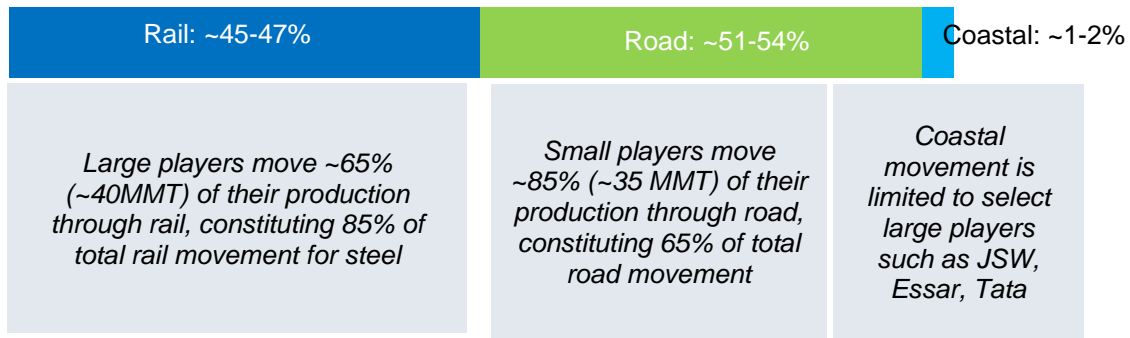 Rail: ~45-47%
Road: ~51-54%
Coastal: ~1-2%
Large players move ~65%
(~40MMT) of their production
through rail, constituting 85% of
total rail movement for steel
Small players move
~85% (~35 MMT) of their
production through road,
constituting 65% of total
road movement
Coastal
movement is
limited to select
large players
such as JSW,
Essar, Tata